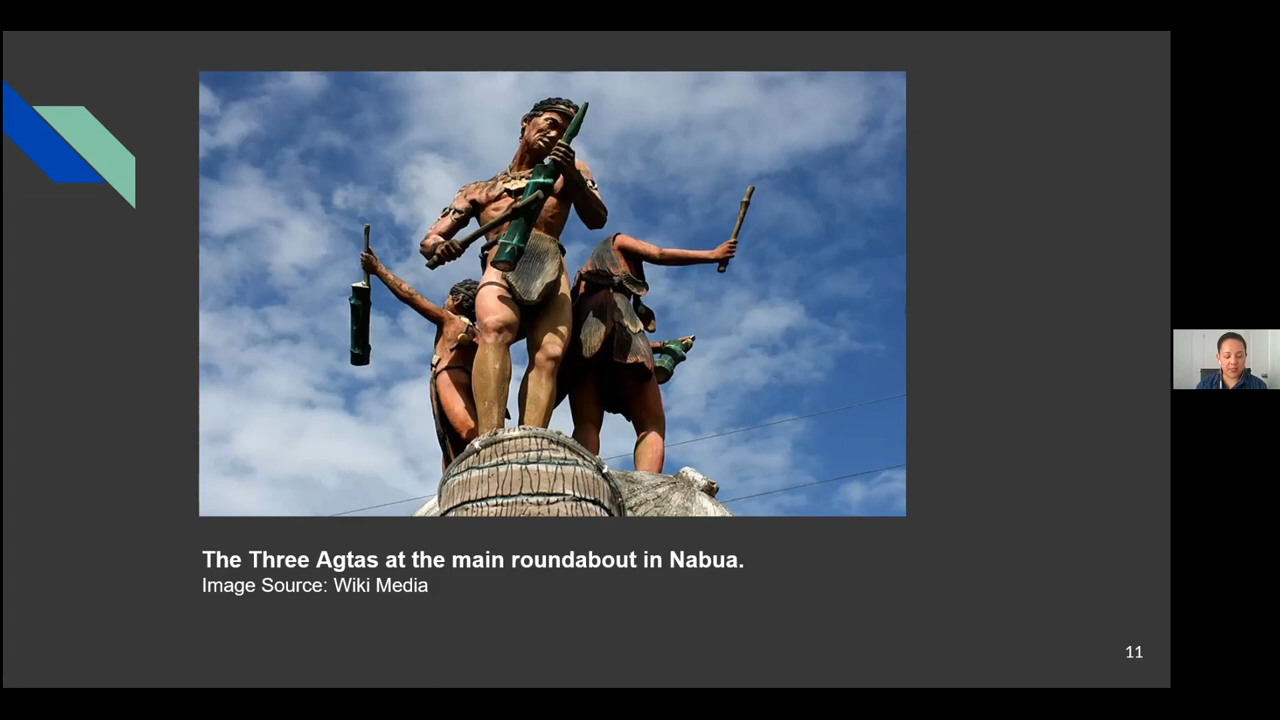 The Three Agtas at the main roundabout in Nabua.
Image Source: Wiki Media
11